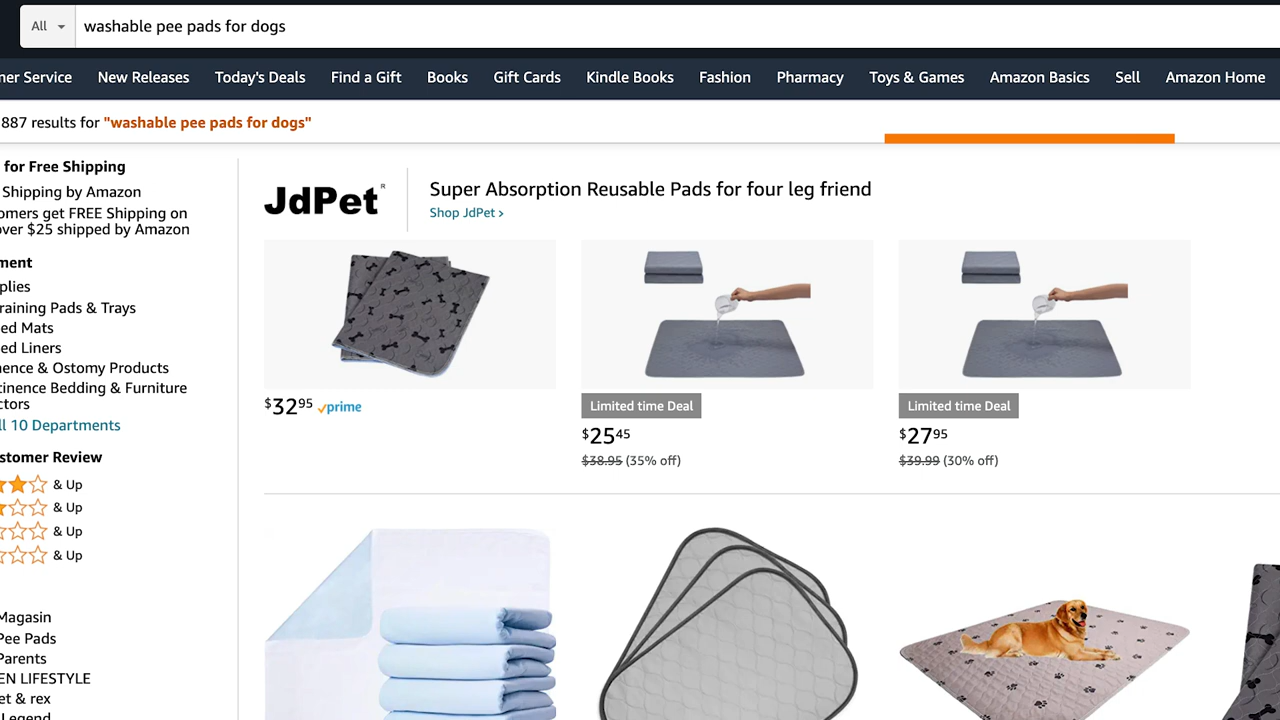 All
washable pee pads for dogs
ner Service New Releases Today's Deals Find a Gift Books Gift Cards Kindle Books Fashion Pharmacy Toys & Games Amazon Basics Sell Amazon Home
887 results for "washable pee pads for dogs"
for Free Shipping
Shipping by Amazon
omers get FREE Shipping on
over $25 shipped by Amazon
ment
plies
raining Pads & Trays
ed Mats
ed Liners
nence & Ostomy Products
tinence Bedding & Furniture
ctors
ll 10 Departments
stomer Review
& Up
& Up
& Up
& Up
Magasin
Pee Pads
Parents
EN LIFESTYLE
et & rex
Legend
JdPet R
Super Absorption Reusable Pads for four leg friend
Shop JdPet ›
$32 95 prime
Limited time Deal
$25 45
$38.95 (35% off)
Limited time Deal
$27 95
$39.99 (30% off)